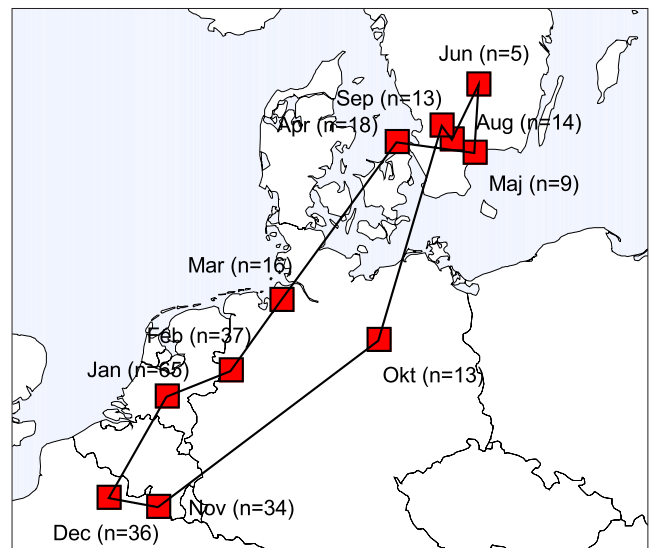 Jun (n=5)
Sep (n=13)
Apr (n=18)
Aug (n=14)
Maj (n=9)
Mar (n=16)
Feb (n=37)
Jan (n=65)
Okt (n=13)
Nov (n=34)
Dec (n=36)